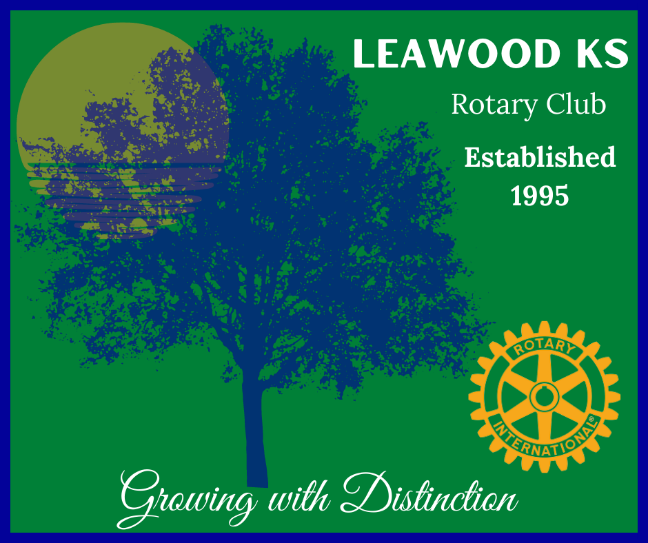 LEAWOOD KS
Rotary Club
Established
1995
ROTARY
INTERNATIONAL®
Growing with Distinction